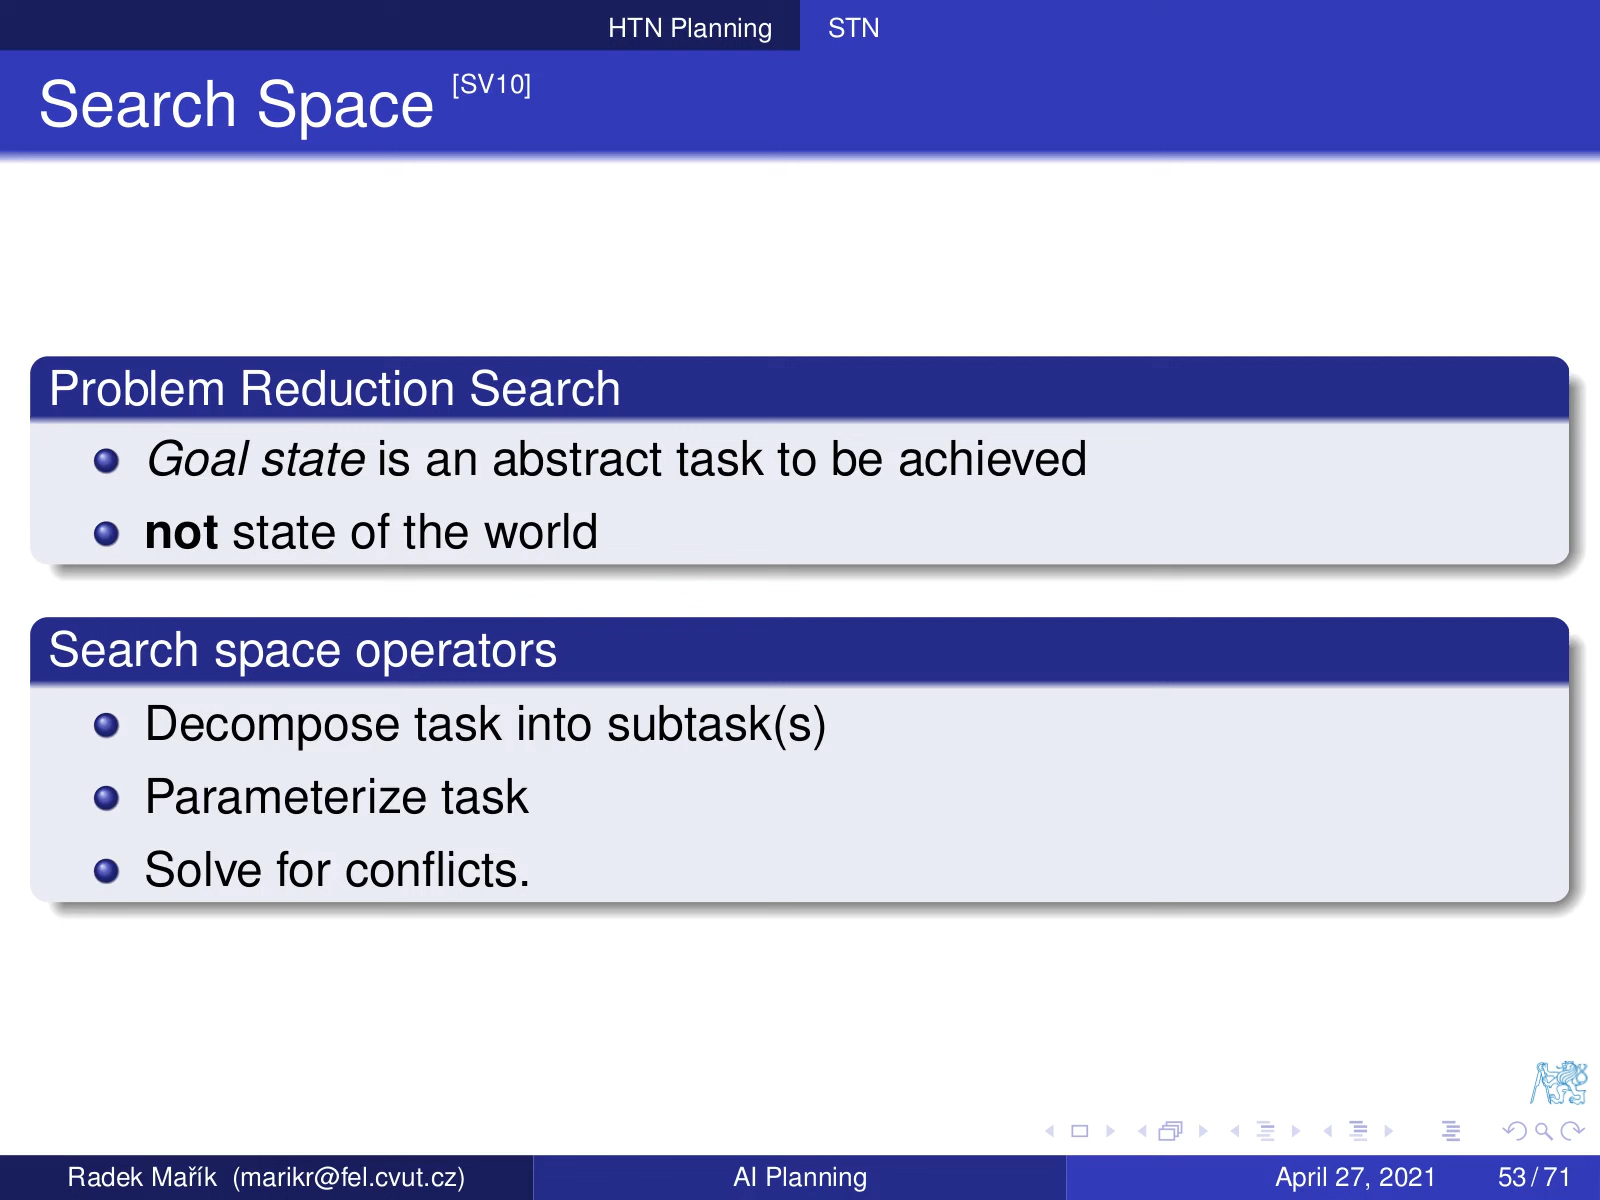 HTN Planning STN
Search Space [SV10]
Problem Reduction Search
Goal state is an abstract task to be achieved
not state of the world
Search space operators
Decompose task into subtask(s)
Parameterize task
Solve for conflicts.
Radek Mařík (marikr@fel.cvut.cz) AI Planning April 27, 2021 53 / 71